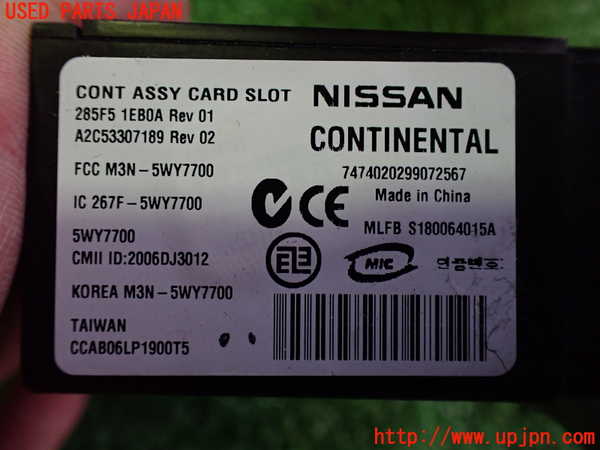 USED PARTS JAPAN
CONT ASSY CARD SLOT NISSAN
285F5 1EB0A Rev 01
A2C53307189 Rev 02
CONTINENTAL
7474020299072567
FCC M3N-5WY7700
Made in China
IC 267F-5WY7700
CE
MLFB S180064015A
5WY7700
CMII ID:2006DJ3012
MIC
KOREA M3N-5WY7700
TAIWAN
CCAB06LP1900T5
http://www.upjpn.com